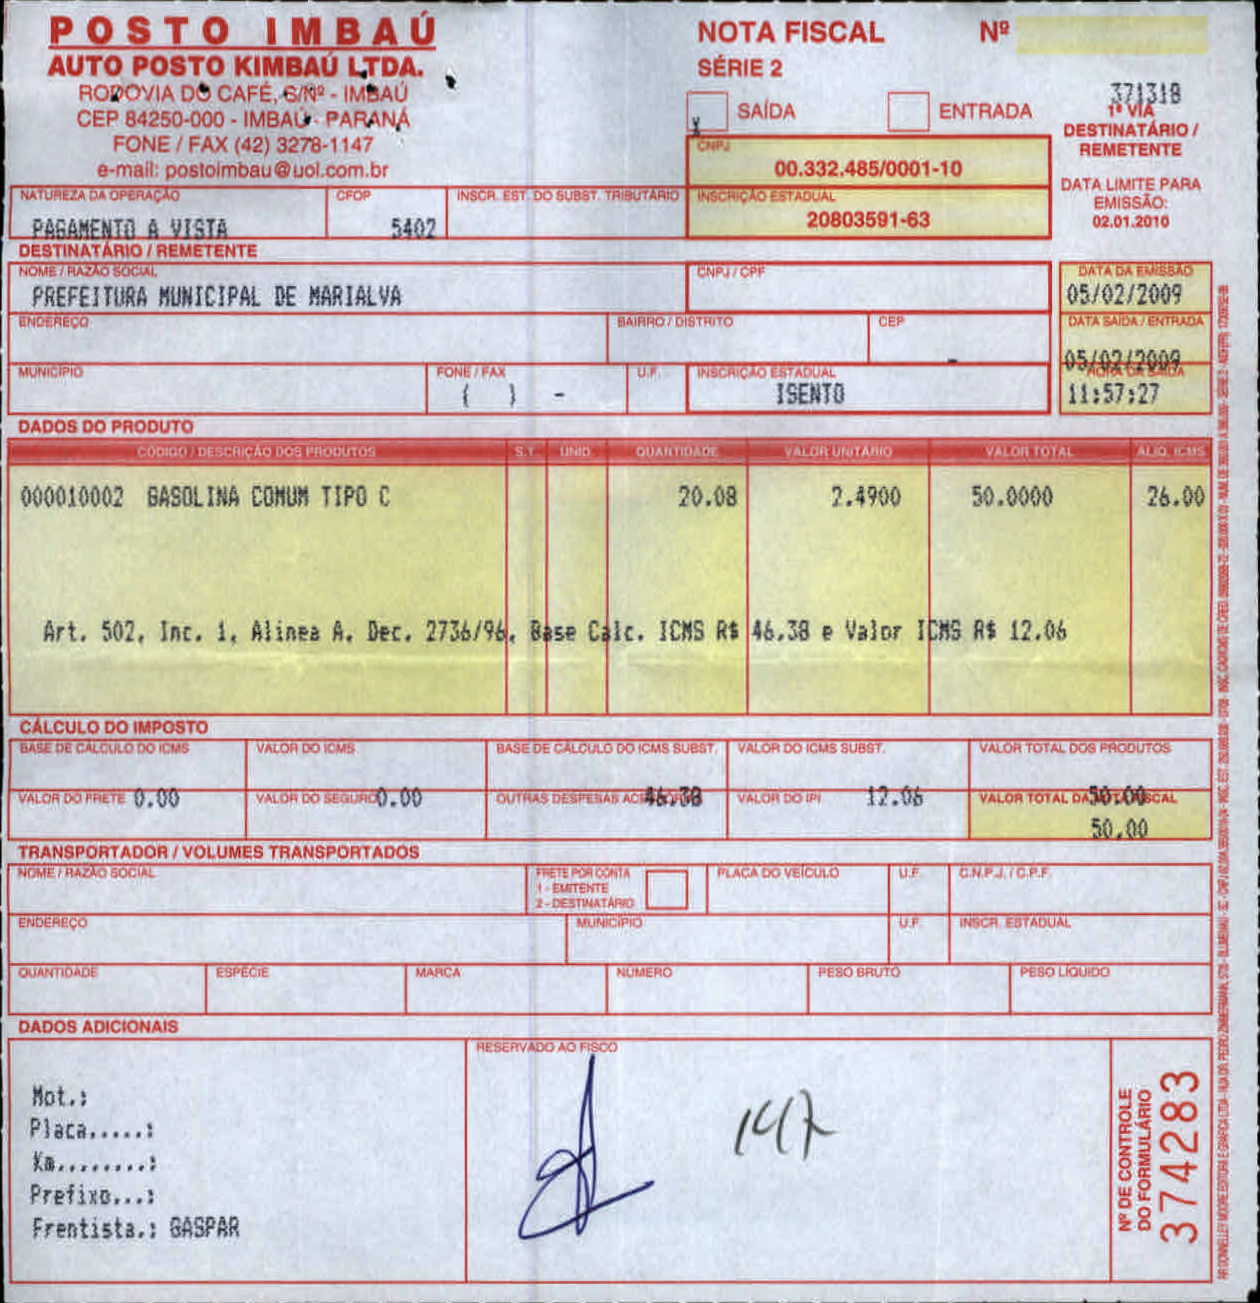 POSTO IMBAÚ
AUTO POSTO KIMBAÚ LTDA.
RODOVIA DO CAFÉ, S/Nº - IMBAÚ
CEP 84250-000 - IMBAÚ - PARANÁ
FONE / FAX (42) 3278-1147
e-mail: postoimbau@uol.com.br
NOTA FISCAL Nº
SÉRIE 2
371318
X SAÍDA ENTRADA
1ª VIA
DESTINATÁRIO /
REMETENTE
DATA LIMITE PARA
EMISSÃO:
02.01.2010
CNPJ
00.332.485/0001-10
INSCRIÇÃO ESTADUAL
20803591-63
NATUREZA DA OPERAÇÃO CFOP INSCR. EST. DO SUBST. TRIBUTÁRIO
PAGAMENTO A VISTA 5402
DESTINATÁRIO / REMETENTE
NOME / RAZÃO SOCIAL CNPJ / CPF DATA DA EMISSÃO
PREFEITURA MUNICIPAL DE MARIALVA 05/02/2009
ENDEREÇO BAIRRO / DISTRITO CEP DATA SAÍDA / ENTRADA
- 05/02/2009
MUNICÍPIO FONE / FAX U.F. INSCRIÇÃO ESTADUAL HORA DA SAÍDA
( ) - ISENTO 11:57:27
DADOS DO PRODUTO
CÓDIGO / DESCRIÇÃO DOS PRODUTOS S.T. UNID. QUANTIDADE VALOR UNITÁRIO VALOR TOTAL ALIQ. ICMS
000010002 GASOLINA COMUM TIPO C 20.08 2.4900 50.0000 26.00
Art. 502, Inc. 1, Alinea A, Dec. 2736/96, Base Calc. ICMS R$ 46.38 e Valor ICMS R$ 12.06
CÁLCULO DO IMPOSTO
BASE DE CÁLCULO DO ICMS VALOR DO ICMS BASE DE CÁLCULO DO ICMS SUBST. VALOR DO ICMS SUBST. VALOR TOTAL DOS PRODUTOS
0.00 0.00 46.38 12.06 50.00
VALOR DO FRETE VALOR DO SEGURO OUTRAS DESPESAS VALOR DO IPI VALOR TOTAL DA NOTA FISCAL
50.00
TRANSPORTADOR / VOLUMES TRANSPORTADOS
NOME / RAZÃO SOCIAL FRETE POR CONTA PLACA DO VEÍCULO U.F. C.N.P.J. / C.P.F.
1 - EMITENTE
2 - DESTINATÁRIO
ENDEREÇO MUNICÍPIO U.F. INSCR. ESTADUAL
QUANTIDADE ESPÉCIE MARCA NÚMERO PESO BRUTO PESO LÍQUIDO
DADOS ADICIONAIS
RESERVADO AO FISCO
Mot.:
Placa.....:
Km........:
Prefixo...:
Frentista.: GASPAR
147
Nº DE CONTROLE
DO FORMULÁRIO
374283